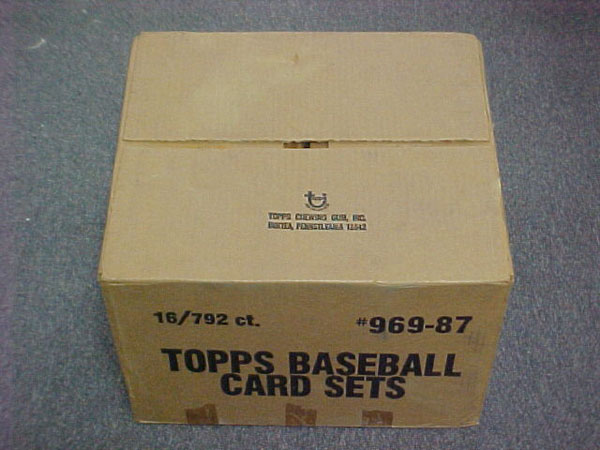 TOPPS CHEWING GUM, INC.
DURYEA, PENNSYLVANIA 18642
16/792 ct.
#969-87
TOPPS BASEBALL
CARD SETS